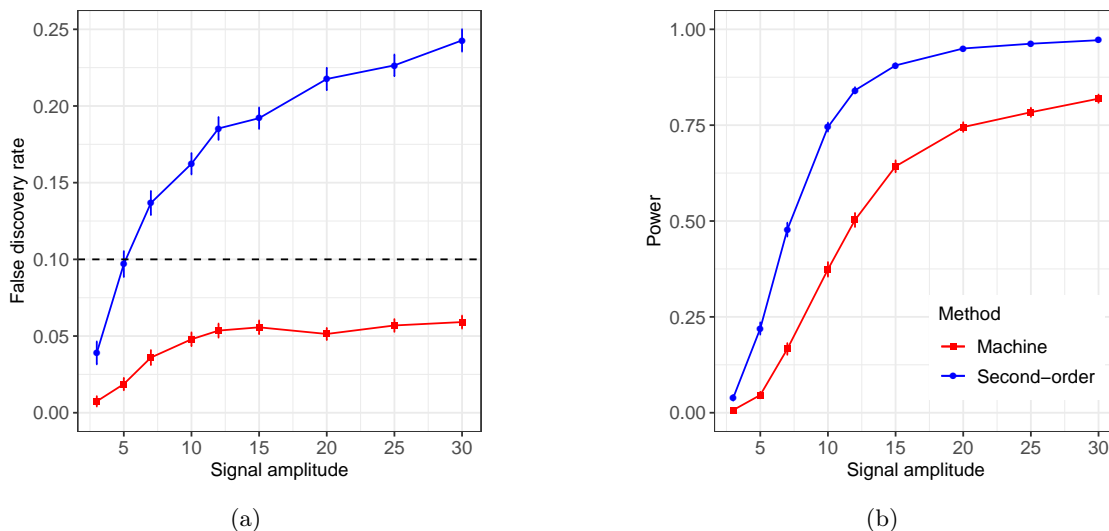 0.25
0.20
0.15
0.10
0.05
0.00
False discovery rate
5 10 15 20 25 30
Signal amplitude
(a)
1.00
0.75
0.50
0.25
0.00
Power
Method
Machine
Second−order
5 10 15 20 25 30
Signal amplitude
(b)